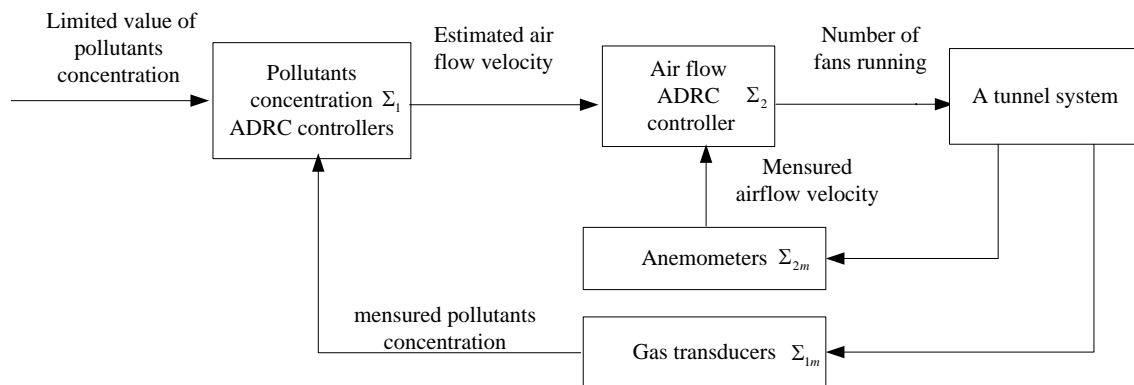 Limited value of
pollutants
concentration
Pollutants
concentration Σ1
ADRC controllers
Estimated air
flow velocity
Air flow
ADRC Σ2
controller
Number of
fans running
A tunnel system
Mensured
airflow velocity
Anemometers Σ2m
mensured pollutants
concentration
Gas transducers Σ1m